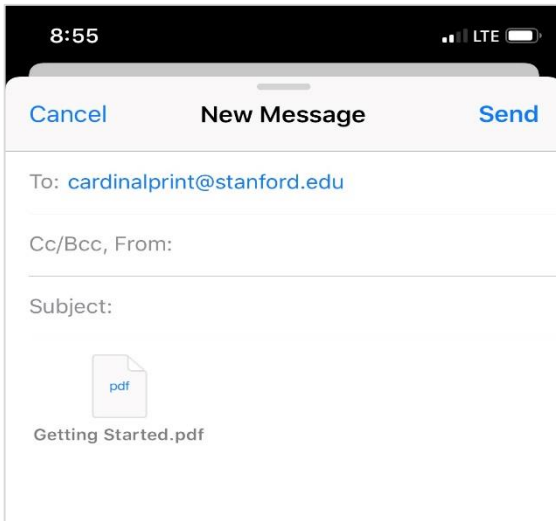 8:55 LTE
Cancel New Message Send
To: cardinalprint@stanford.edu
Cc/Bcc, From:
Subject:
pdf
Getting Started.pdf